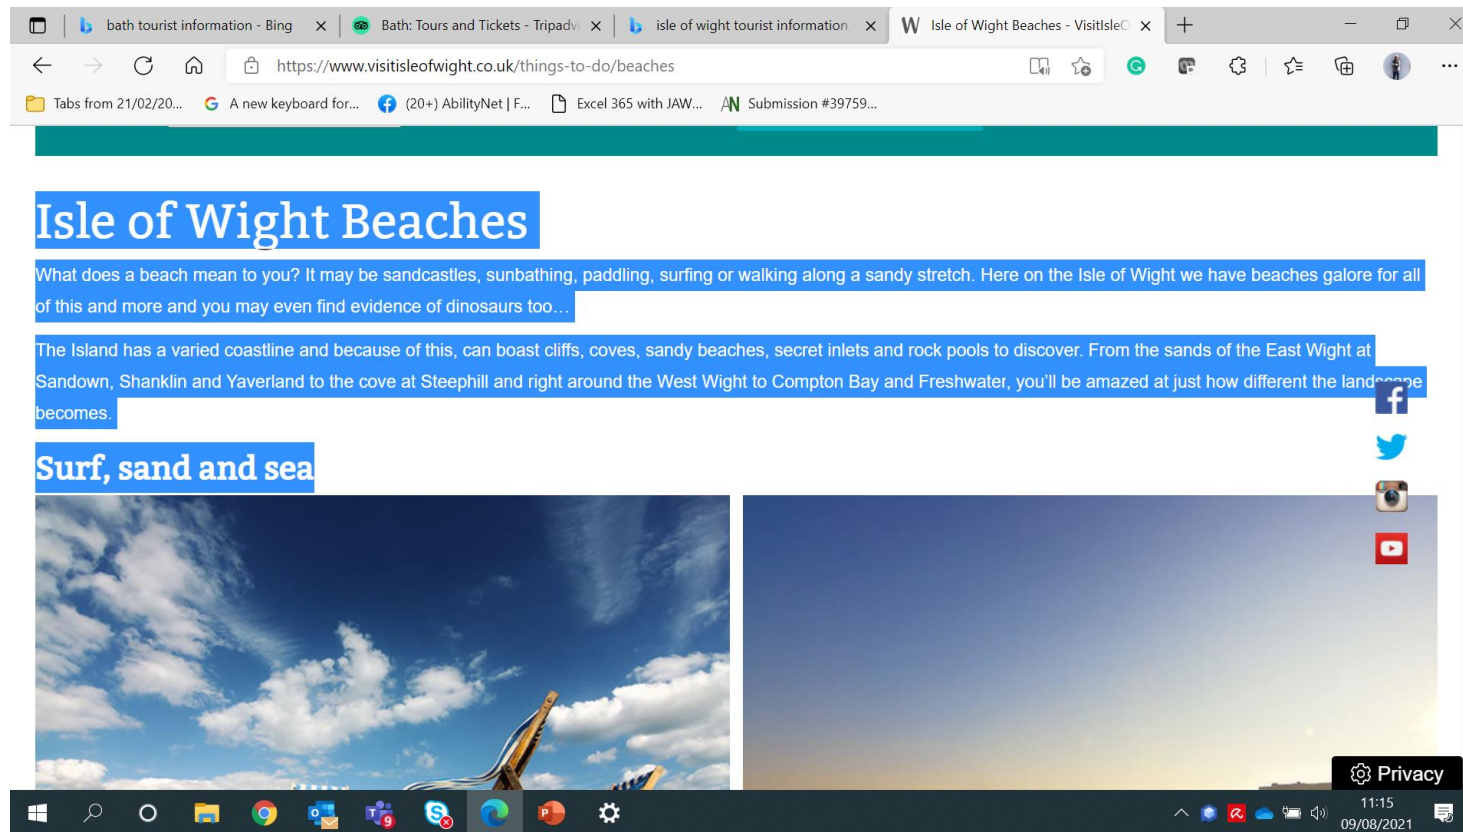 bath tourist information - Bing
Bath: Tours and Tickets - Tripadvi
isle of wight tourist information
W Isle of Wight Beaches - VisitIsleO
https://www.visitisleofwight.co.uk/things-to-do/beaches
Tabs from 21/02/20...
A new keyboard for...
(20+) AbilityNet | F...
Excel 365 with JAW...
AN Submission #39759...
Isle of Wight Beaches
What does a beach mean to you? It may be sandcastles, sunbathing, paddling, surfing or walking along a sandy stretch. Here on the Isle of Wight we have beaches galore for all
of this and more and you may even find evidence of dinosaurs too…
The Island has a varied coastline and because of this, can boast cliffs, coves, sandy beaches, secret inlets and rock pools to discover. From the sands of the East Wight at
Sandown, Shanklin and Yaverland to the cove at Steephill and right around the West Wight to Compton Bay and Freshwater, you'll be amazed at just how different the landscape
becomes.
Surf, sand and sea
Privacy
11:15
09/08/2021